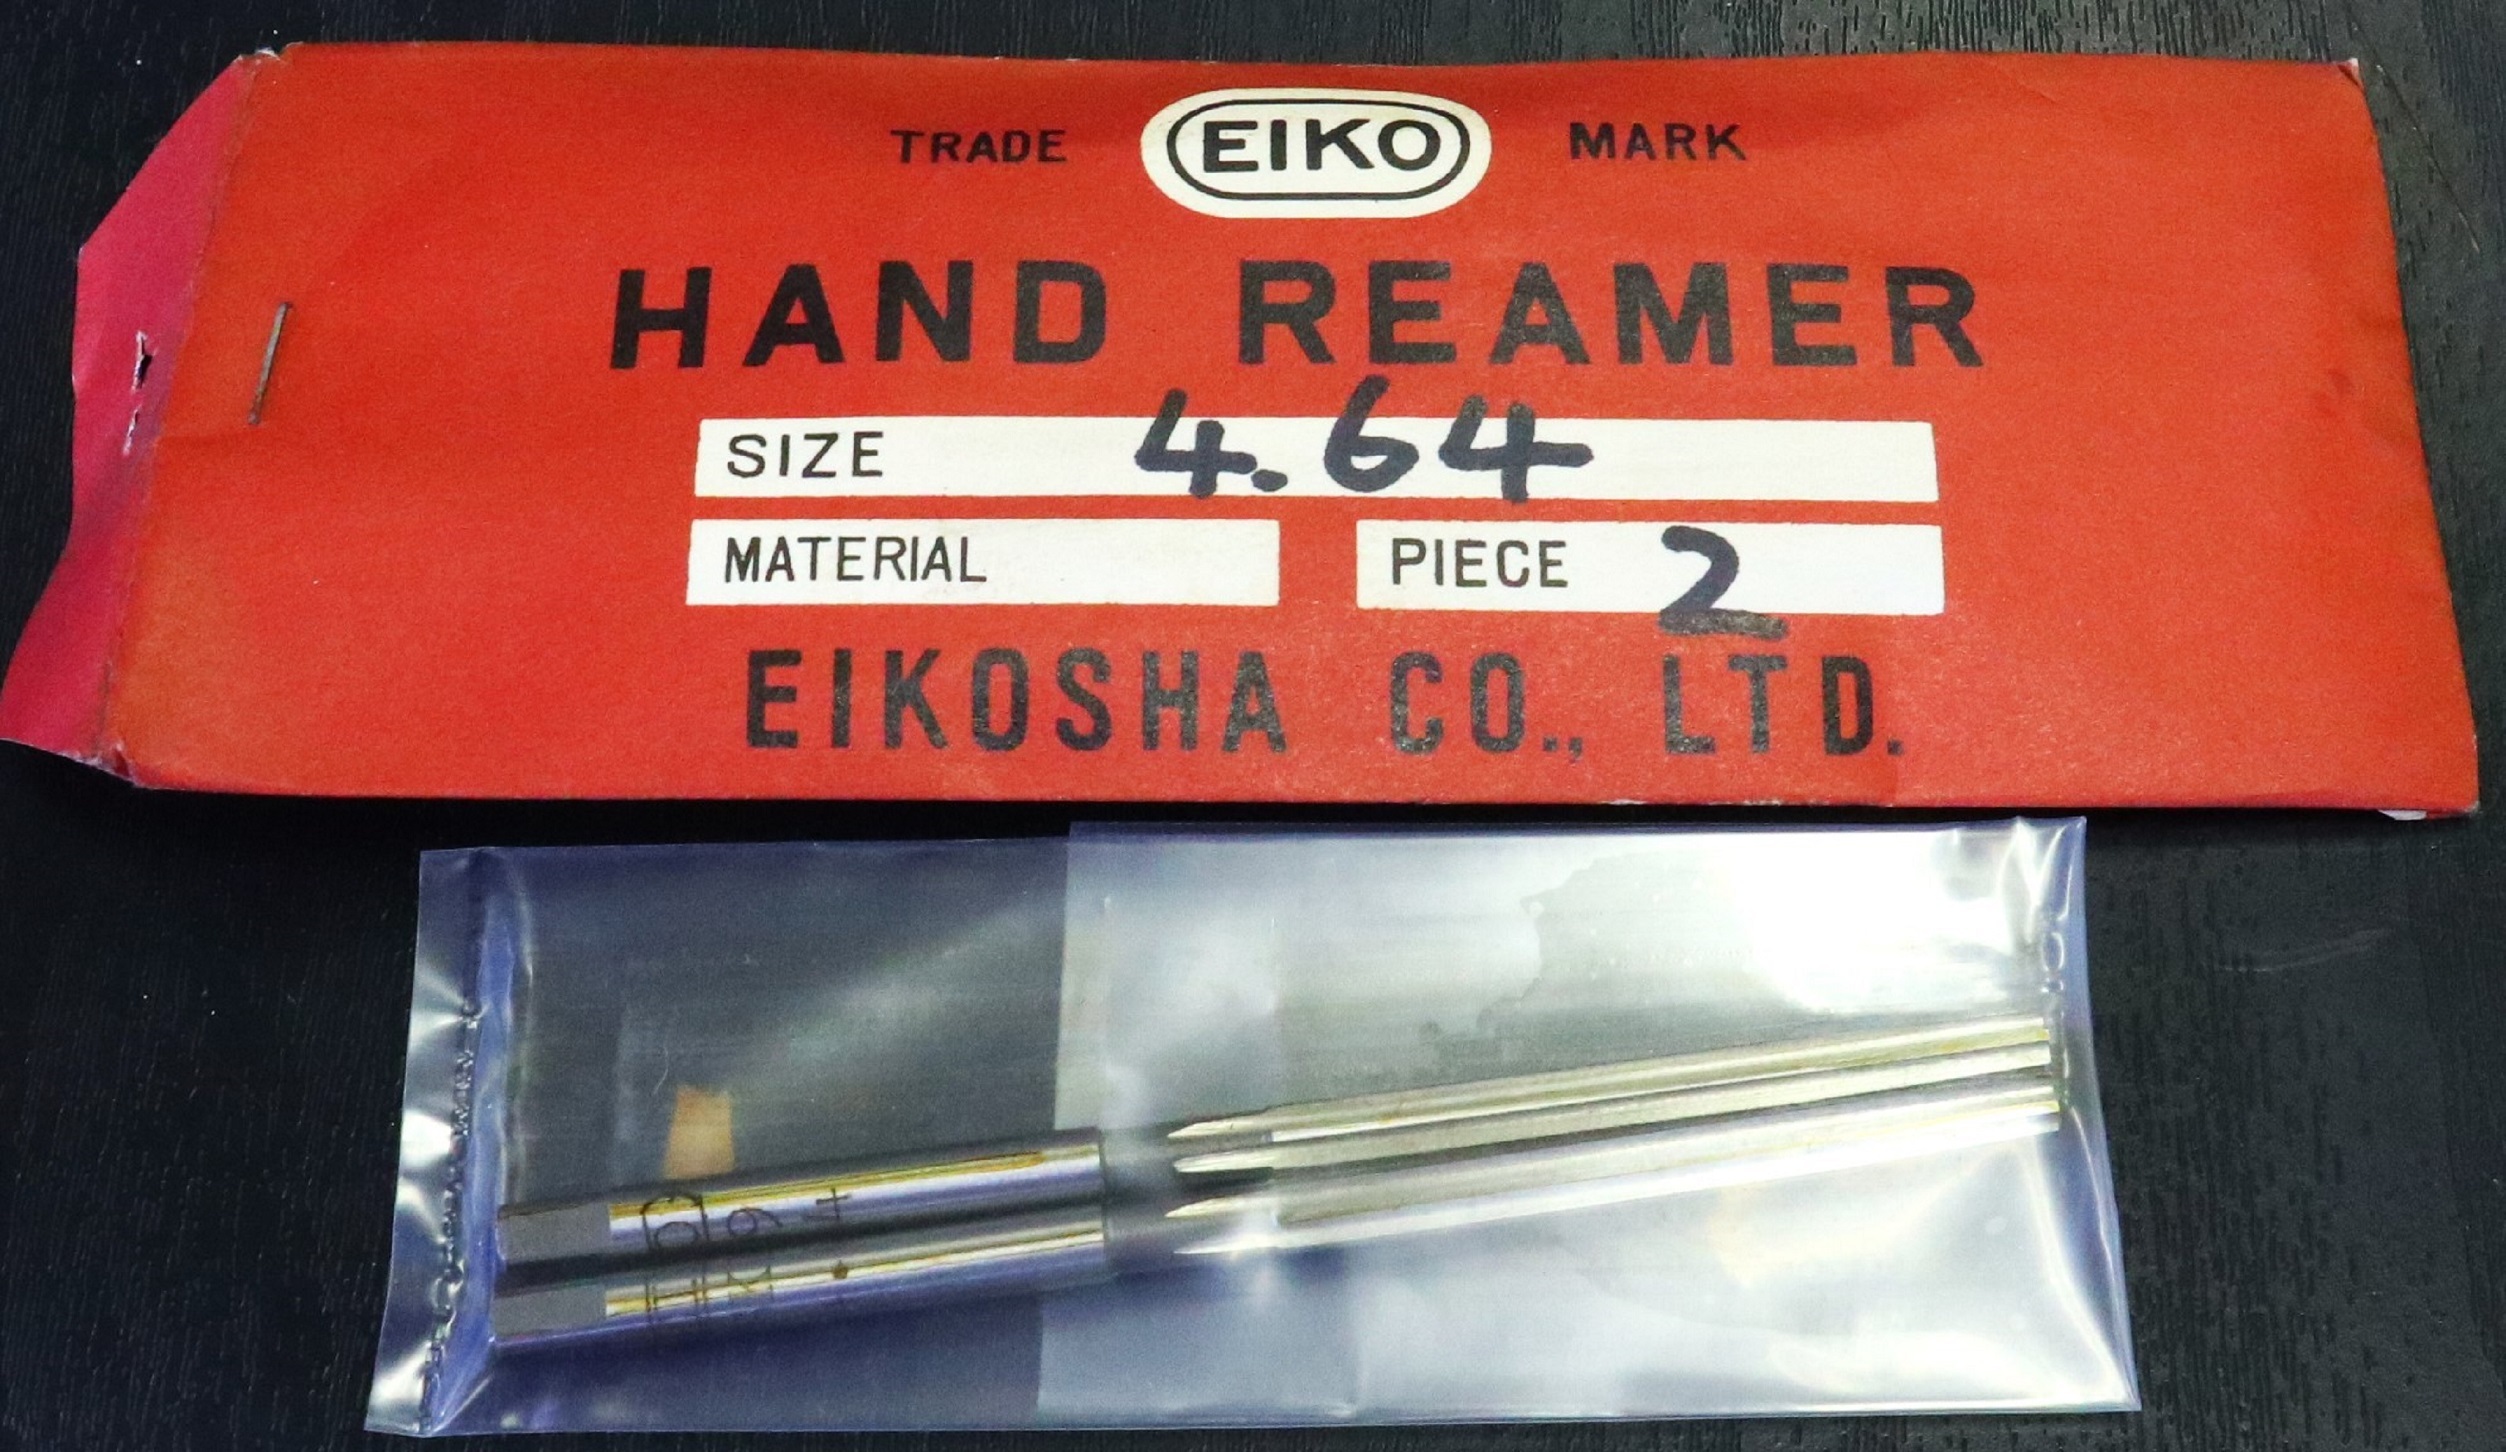 TRADE EIKO MARK
HAND REAMER
SIZE 4.64
MATERIAL PIECE 2
EIKOSHA CO., LTD.